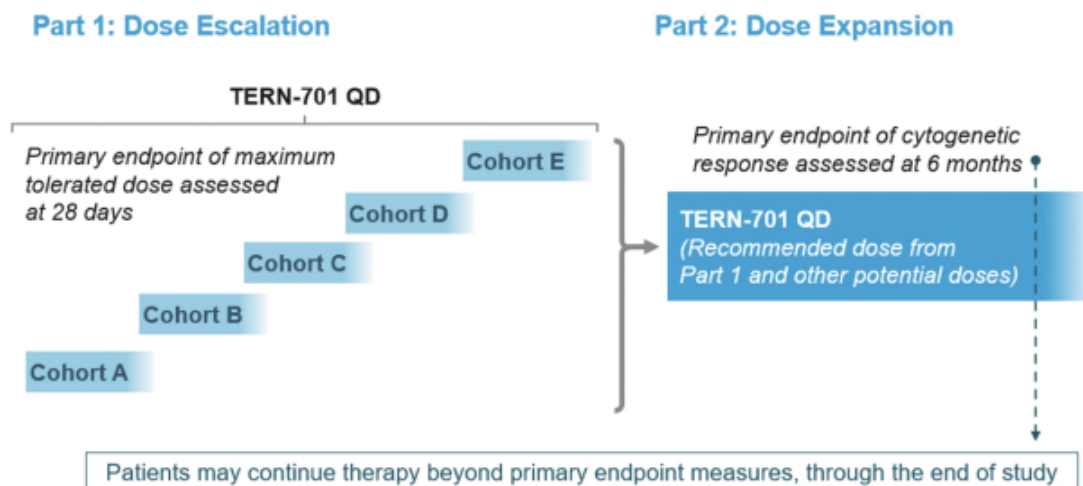 Part 1: Dose Escalation
Part 2: Dose Expansion
TERN-701 QD
Primary endpoint of maximum
tolerated dose assessed
at 28 days
Cohort E
Cohort D
Cohort C
Cohort B
Cohort A
Primary endpoint of cytogenetic
response assessed at 6 months
TERN-701 QD
(Recommended dose from
Part 1 and other potential doses)
Patients may continue therapy beyond primary endpoint measures, through the end of study